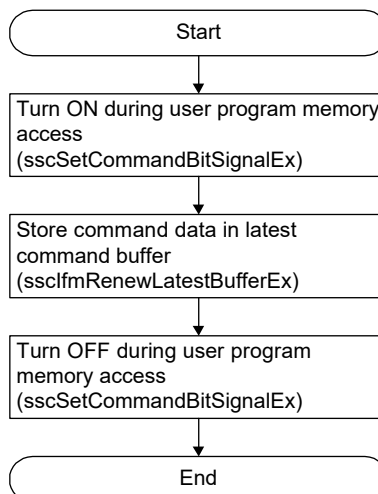 Start
Turn ON during user program memory
access
(sscSetCommandBitSignalEx)
Store command data in latest
command buffer
(sscIfmRenewLatestBufferEx)
Turn OFF during user program
memory access
(sscSetCommandBitSignalEx)
End